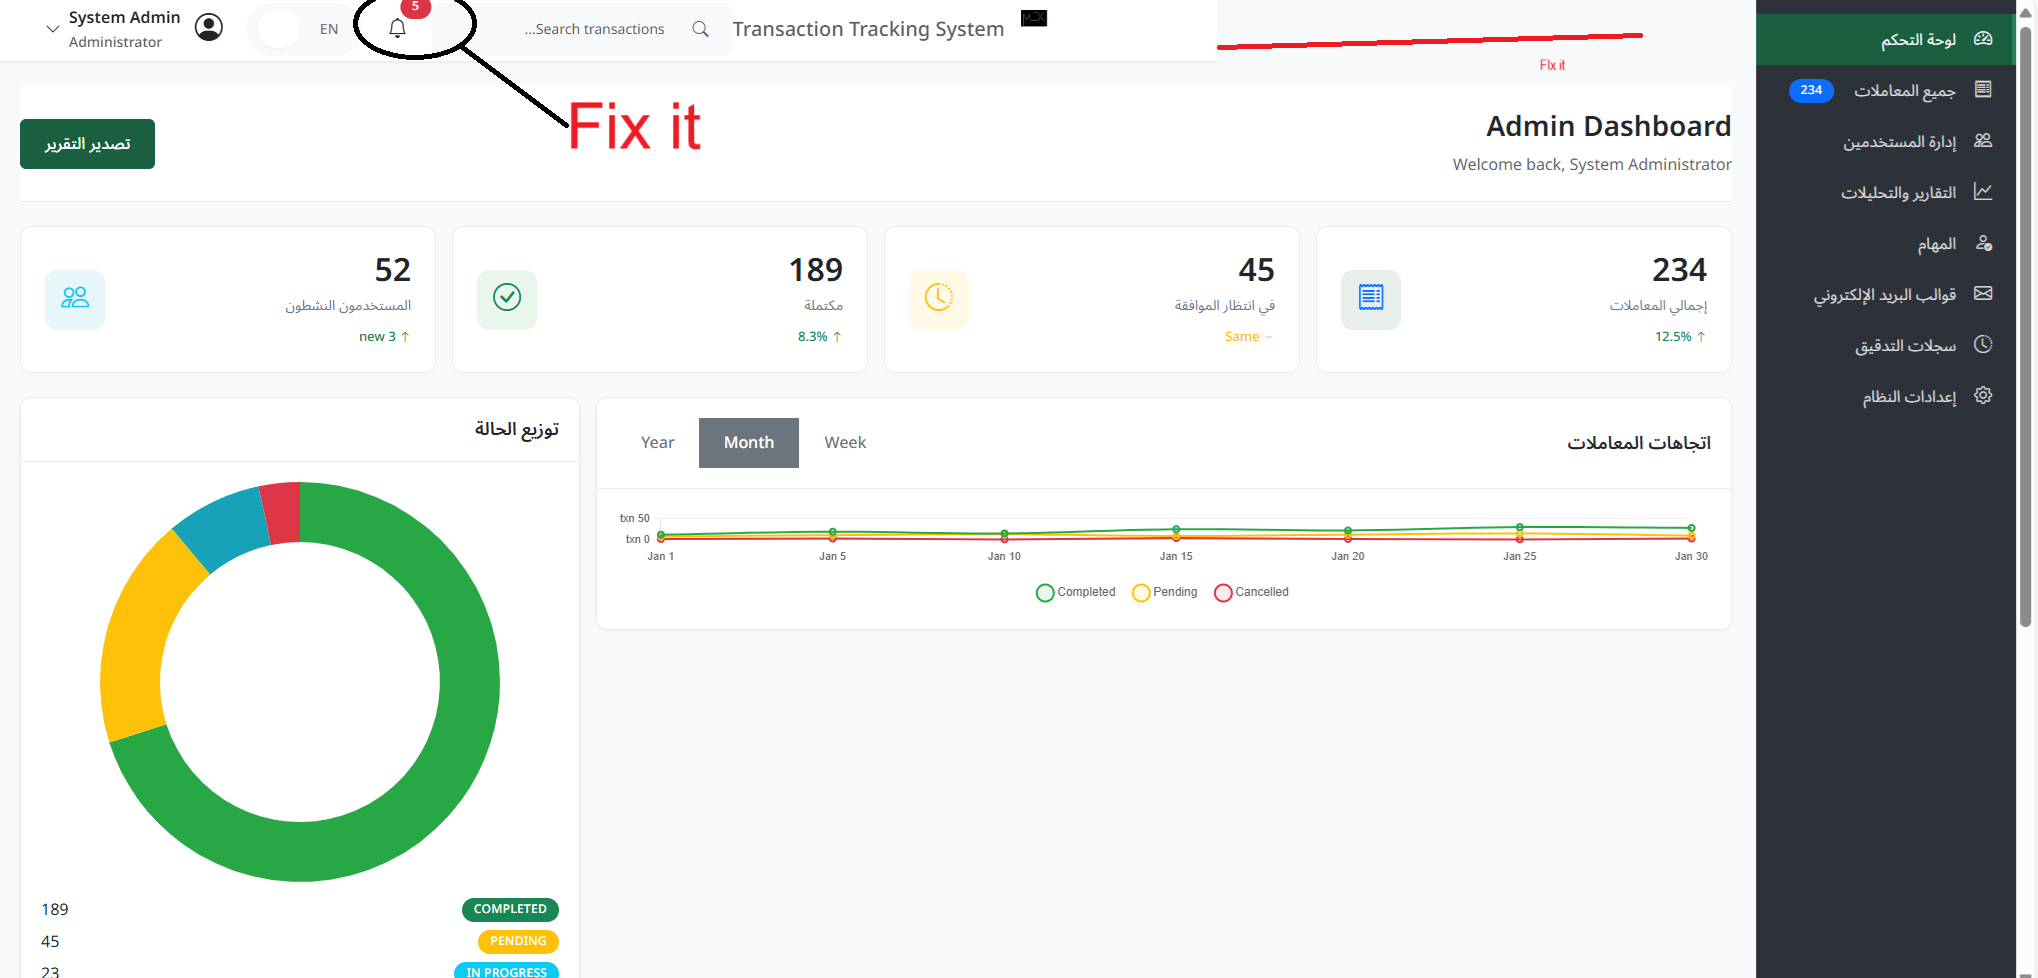 System Admin
Administrator
EN
5
Search transactions...
Transaction Tracking System
FIx it
Fix it
لوحة التحكم
جميع المعاملات
234
إدارة المستخدمين
التقارير والتحليلات
المهام
قوالب البريد الإلكتروني
سجلات التدقيق
إعدادات النظام
Admin Dashboard
Welcome back, System Administrator
تصدير التقرير
234
إجمالي المعاملات
12.5% ↑
45
في انتظار الموافقة
Same −
189
مكتملة
8.3% ↑
52
المستخدمون النشطون
new 3 ↑
اتجاهات المعاملات
Year Month Week
txn 50
txn 0
Jan 1 Jan 5 Jan 10 Jan 15 Jan 20 Jan 25 Jan 30
Completed Pending Cancelled
توزيع الحالة
189 COMPLETED
45 PENDING
23 IN PROGRESS